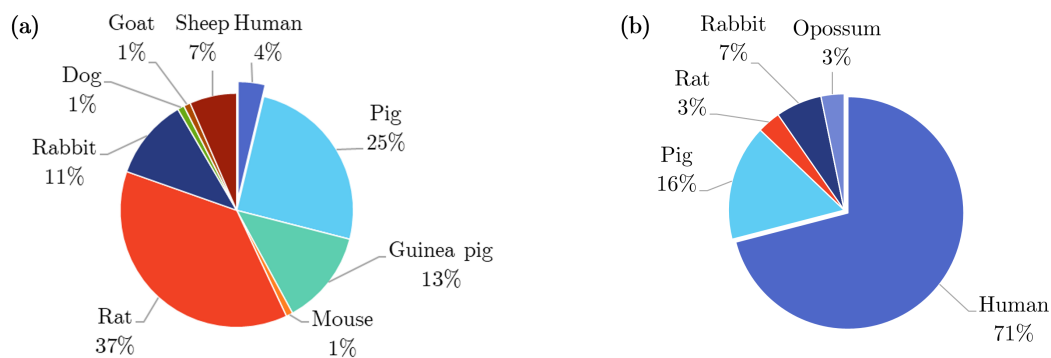 (a)
Goat
1%
Sheep
7%
Human
4%
Dog
1%
Pig
25%
Rabbit
11%
Guinea pig
13%
Rat
37%
Mouse
1%
(b)
Rabbit
7%
Opossum
3%
Rat
3%
Pig
16%
Human
71%